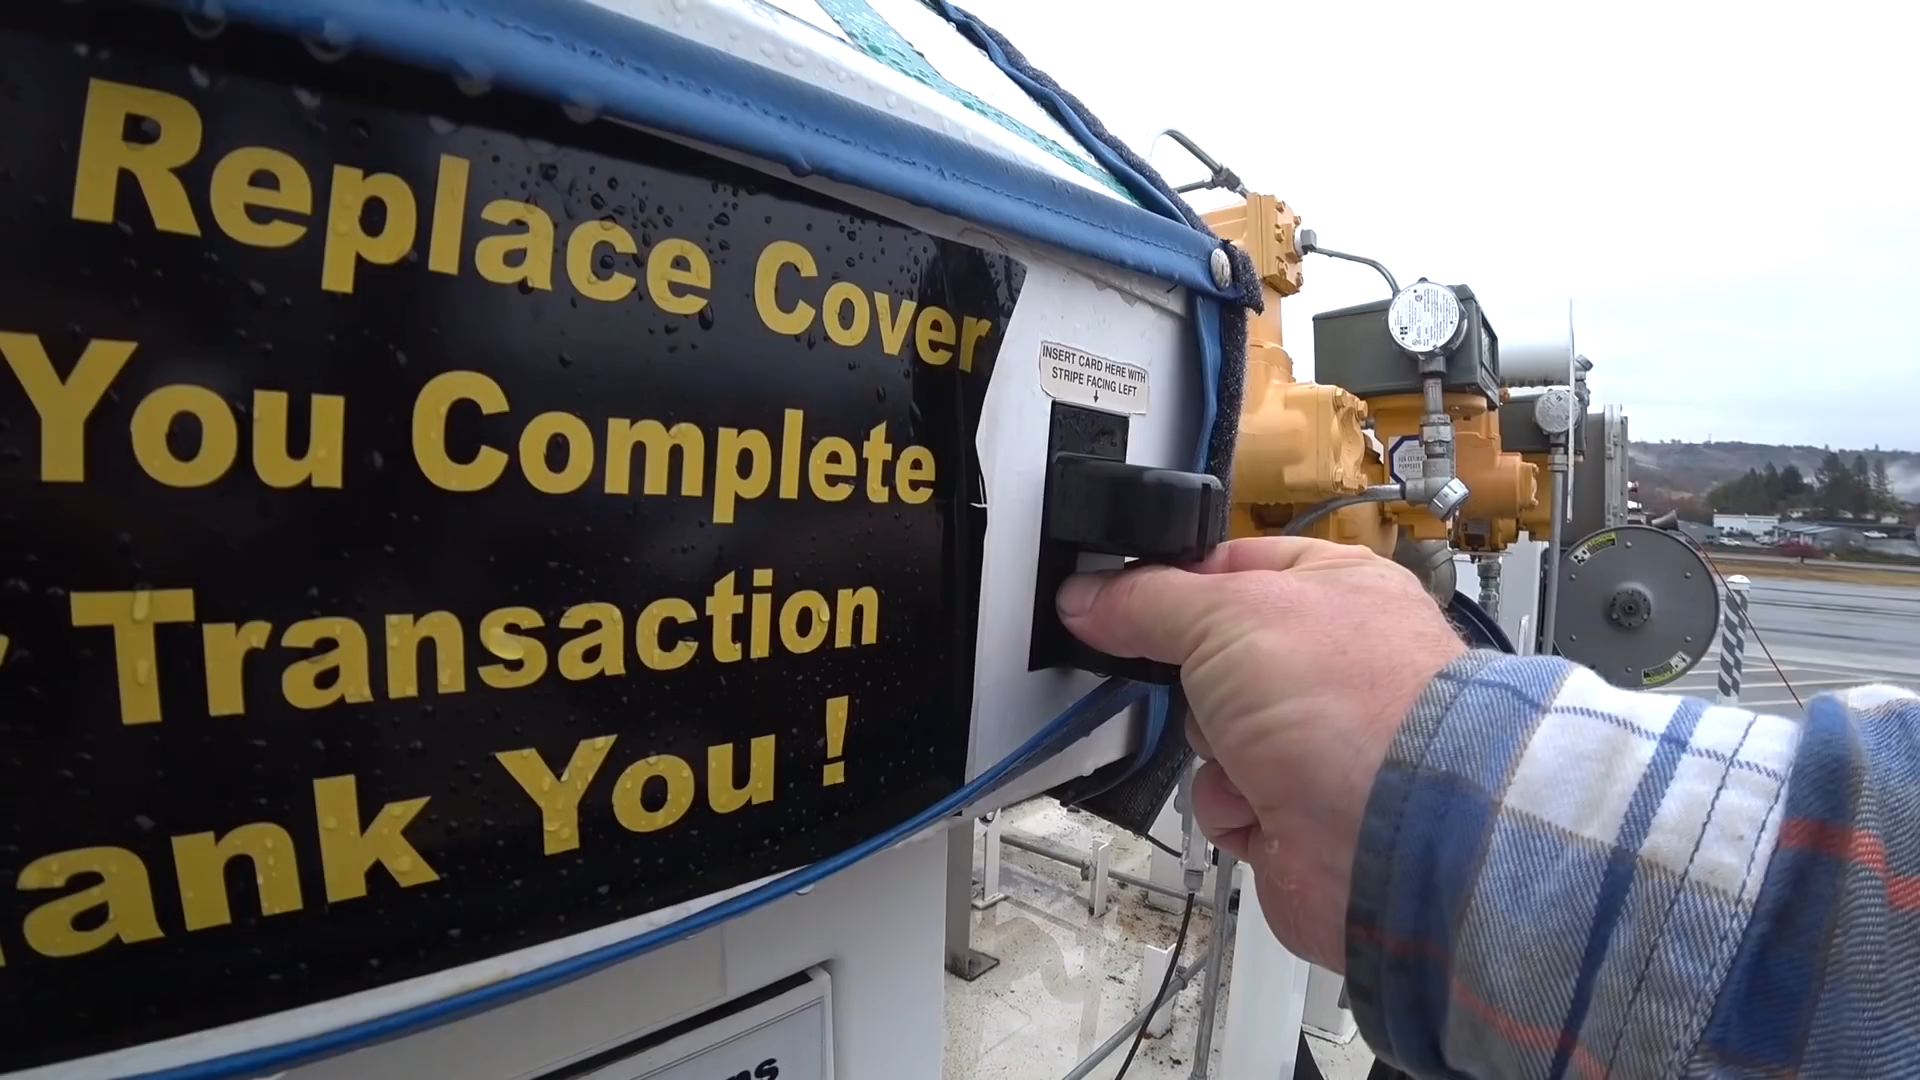 Replace Cover
You Complete
Transaction
ank You !
INSERT CARD HERE WITH
STRIPE FACING LEFT